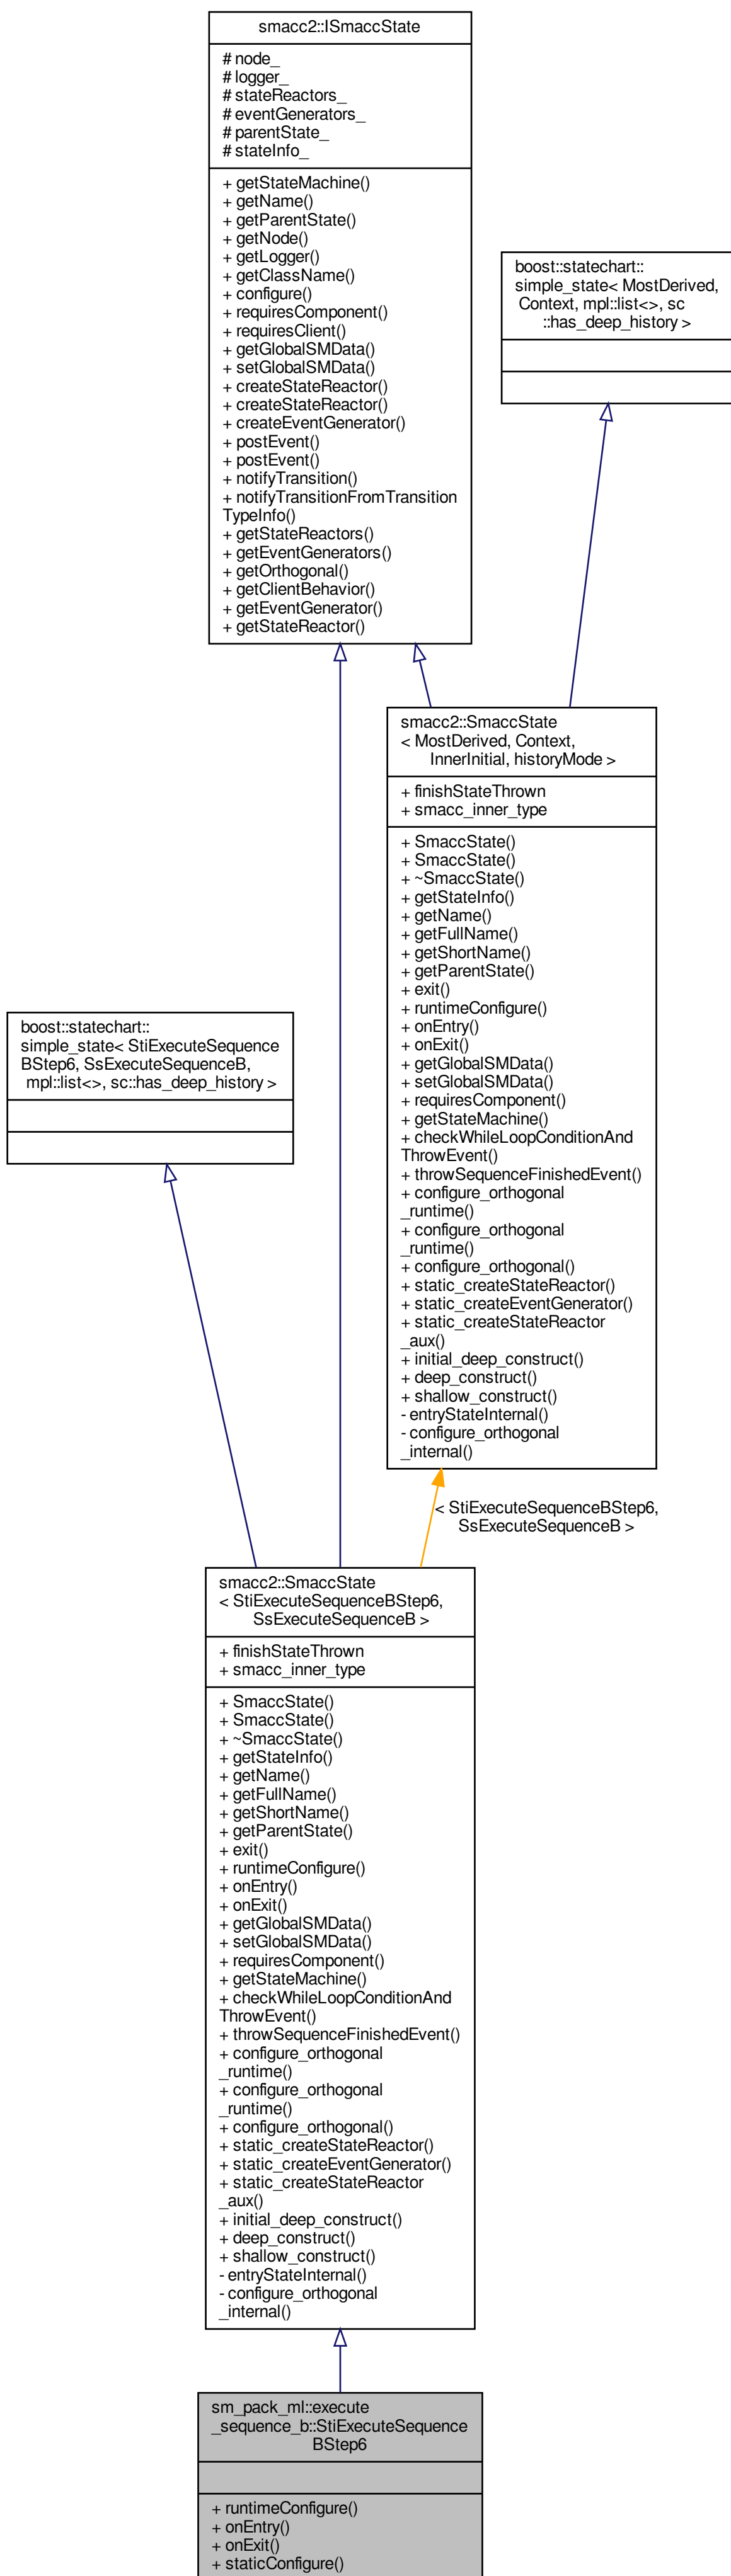 smacc2::ISmaccState
# node_
# logger_
# stateReactors_
# eventGenerators_
# parentState_
# stateInfo_
+ getStateMachine()
+ getName()
+ getParentState()
+ getNode()
+ getLogger()
+ getClassName()
+ configure()
+ requiresComponent()
+ requiresClient()
+ getGlobalSMData()
+ setGlobalSMData()
+ createStateReactor()
+ createStateReactor()
+ createEventGenerator()
+ postEvent()
+ postEvent()
+ notifyTransition()
+ notifyTransitionFromTransition
TypeInfo()
+ getStateReactors()
+ getEventGenerators()
+ getOrthogonal()
+ getClientBehavior()
+ getEventGenerator()
+ getStateReactor()
boost::statechart::
simple_state< MostDerived,
Context, mpl::list<>, sc
::has_deep_history >
smacc2::SmaccState
< MostDerived, Context,
InnerInitial, historyMode >
+ finishStateThrown
+ smacc_inner_type
+ SmaccState()
+ SmaccState()
+ ~SmaccState()
+ getStateInfo()
+ getName()
+ getFullName()
+ getShortName()
+ getParentState()
+ exit()
+ runtimeConfigure()
+ onEntry()
+ onExit()
+ getGlobalSMData()
+ setGlobalSMData()
+ requiresComponent()
+ getStateMachine()
+ checkWhileLoopConditionAnd
ThrowEvent()
+ throwSequenceFinishedEvent()
+ configure_orthogonal
_runtime()
+ configure_orthogonal
_runtime()
+ configure_orthogonal()
+ static_createStateReactor()
+ static_createEventGenerator()
+ static_createStateReactor
_aux()
+ initial_deep_construct()
+ deep_construct()
+ shallow_construct()
- entryStateInternal()
- configure_orthogonal
_internal()
boost::statechart::
simple_state< StiExecuteSequence
BStep6, SsExecuteSequenceB,
mpl::list<>, sc::has_deep_history >
< StiExecuteSequenceBStep6,
SsExecuteSequenceB >
smacc2::SmaccState
< StiExecuteSequenceBStep6,
SsExecuteSequenceB >
+ finishStateThrown
+ smacc_inner_type
+ SmaccState()
+ SmaccState()
+ ~SmaccState()
+ getStateInfo()
+ getName()
+ getFullName()
+ getShortName()
+ getParentState()
+ exit()
+ runtimeConfigure()
+ onEntry()
+ onExit()
+ getGlobalSMData()
+ setGlobalSMData()
+ requiresComponent()
+ getStateMachine()
+ checkWhileLoopConditionAnd
ThrowEvent()
+ throwSequenceFinishedEvent()
+ configure_orthogonal
_runtime()
+ configure_orthogonal
_runtime()
+ configure_orthogonal()
+ static_createStateReactor()
+ static_createEventGenerator()
+ static_createStateReactor
_aux()
+ initial_deep_construct()
+ deep_construct()
+ shallow_construct()
- entryStateInternal()
- configure_orthogonal
_internal()
sm_pack_ml::execute
_sequence_b::StiExecuteSequence
BStep6
+ runtimeConfigure()
+ onEntry()
+ onExit()
+ staticConfigure()